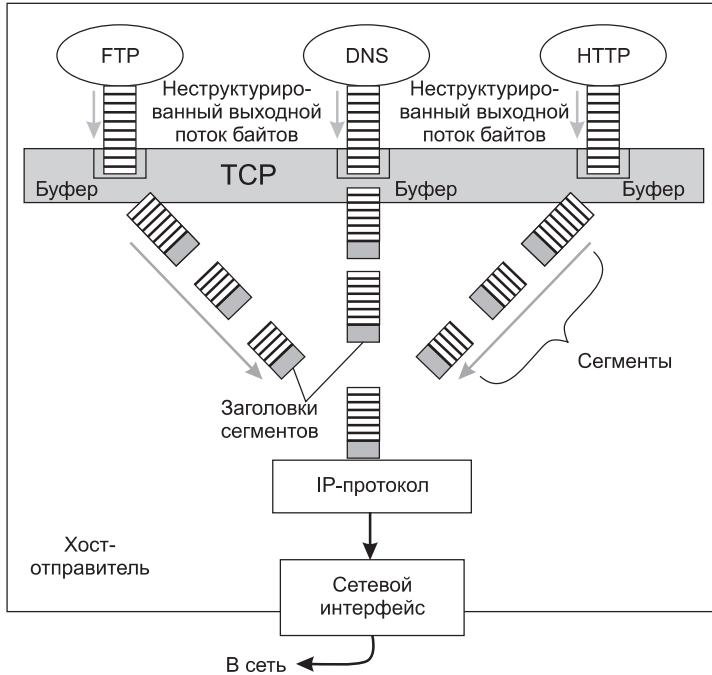 FTP
DNS
HTTP
Неструктуриро-
ванный выходной
поток байтов
Неструктуриро-
ванный выходной
поток байтов
Буфер
TCP
Буфер
Буфер
Сегменты
Заголовки
сегментов
IP-протокол
Хост-
отправитель
Сетевой
интерфейс
В сеть